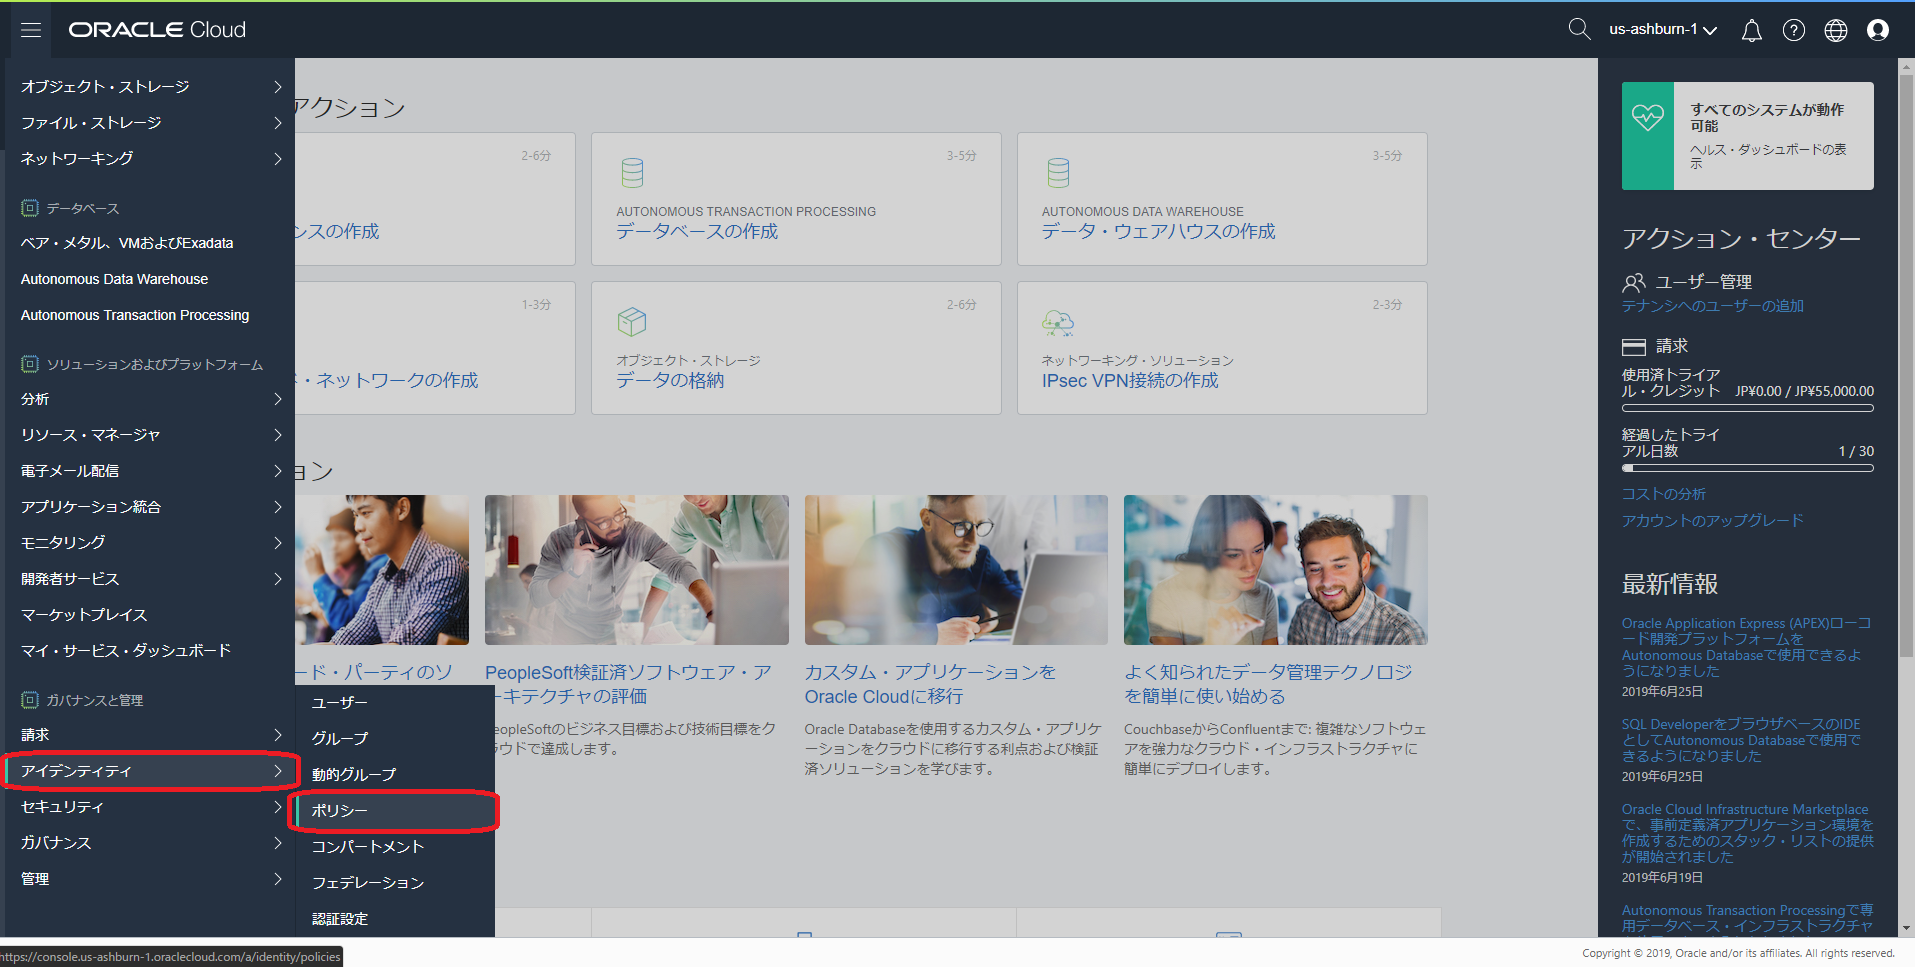 ORACLE Cloud
us-ashburn-1
オブジェクト・ストレージ
ファイル・ストレージ
ネットワーキング
データベース
ベア・メタル、VMおよびExadata
Autonomous Data Warehouse
Autonomous Transaction Processing
ソリューションおよびプラットフォーム
分析
リソース・マネージャ
電子メール配信
アプリケーション統合
モニタリング
開発者サービス
マーケットプレイス
マイ・サービス・ダッシュボード
ガバナンスと管理
請求
アイデンティティ
セキュリティ
ガバナンス
管理
ユーザー
グループ
動的グループ
ポリシー
コンパートメント
フェデレーション
認証設定
アクション
2-6分
ンスの作成
3-5分
AUTONOMOUS TRANSACTION PROCESSING
データベースの作成
3-5分
AUTONOMOUS DATA WAREHOUSE
データ・ウェアハウスの作成
1-3分
・ネットワークの作成
2-6分
オブジェクト・ストレージ
データの格納
2-3分
ネットワーキング・ソリューション
IPsec VPN接続の作成
ョン
ード・パーティのソ
PeopleSoft検証済ソフトウェア・ア
ーキテクチャの評価
eopleSoftのビジネス目標および技術目標をク
ラウドで達成します。
カスタム・アプリケーションを
Oracle Cloudに移行
Oracle Databaseを使用するカスタム・アプリケ
ーションをクラウドに移行する利点および検証
済ソリューションを学びます。
よく知られたデータ管理テクノロジ
を簡単に使い始める
CouchbaseからConfluentまで: 複雑なソフトウェ
アを強力なクラウド・インフラストラクチャに
簡単にデプロイします。
すべてのシステムが動作
可能
ヘルス・ダッシュボードの表
示
アクション・センター
ユーザー管理
テナンシへのユーザーの追加
請求
使用済トライア
ル・クレジット JP¥0.00 / JP¥55,000.00
経過したトライ
アル日数 1 / 30
コストの分析
アカウントのアップグレード
最新情報
Oracle Application Express (APEX)ローコ
ード開発プラットフォームを
Autonomous Databaseで使用できるよ
うになりました
2019年6月25日
SQL DeveloperをブラウザベースのIDE
としてAutonomous Databaseで使用で
きるようになりました
2019年6月25日
Oracle Cloud Infrastructure Marketplace
で、事前定義済アプリケーション環境を
作成するためのスタック・リストの提供
が開始されました
2019年6月19日
Autonomous Transaction Processingで専
用データベース・インフラストラクチャ
https://console.us-ashburn-1.oraclecloud.com/a/identity/policies
Copyright © 2019, Oracle and/or its affiliates. All rights reserved.